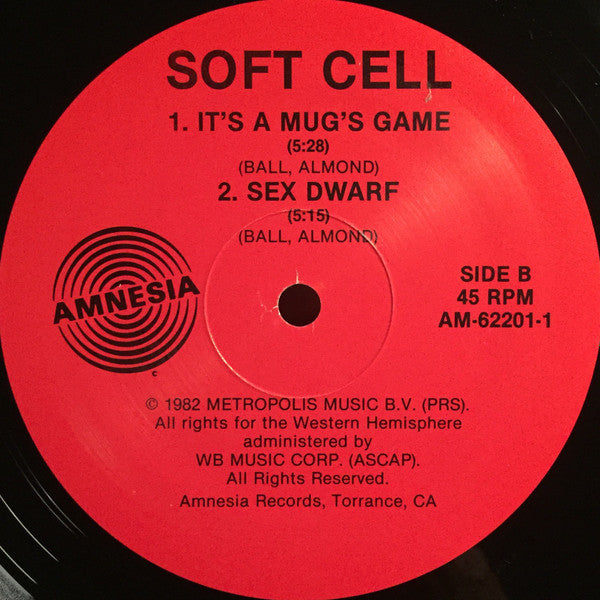 SOFT CELL
1. IT'S A MUG'S GAME
(5:28)
(BALL, ALMOND)
2. SEX DWARF
(5:15)
(BALL, ALMOND)
AMNESIA
©
SIDE B
45 RPM
AM-62201-1
© 1982 METROPOLIS MUSIC B.V. (PRS).
All rights for the Western Hemisphere
administered by
WB MUSIC CORP. (ASCAP).
All Rights Reserved.
Amnesia Records, Torrance, CA